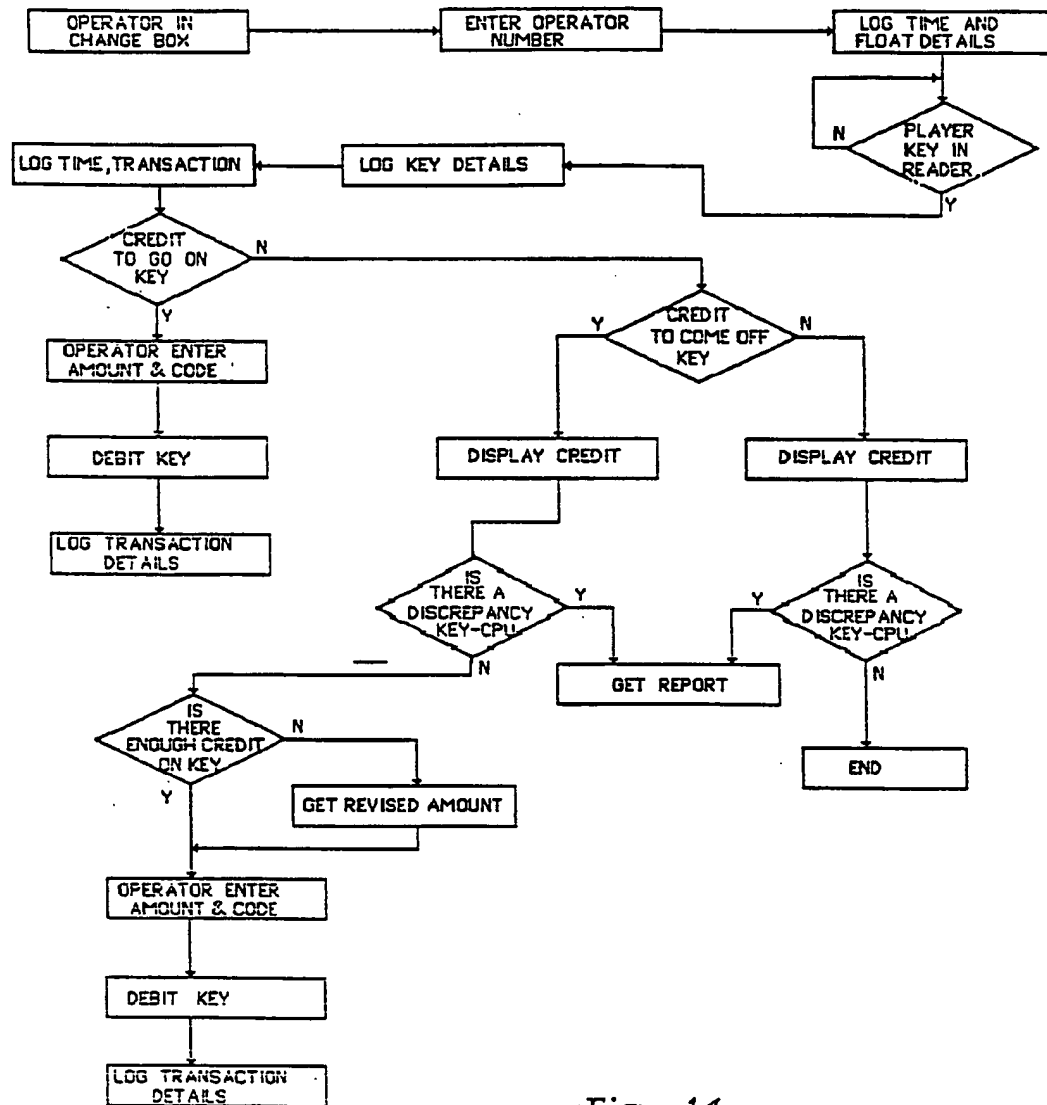 OPERATOR IN
CHANGE BOX
ENTER OPERATOR
NUMBER
LOG TIME AND
FLOAT DETAILS
N
PLAYER
KEY IN
READER
Y
LOG TIME, TRANSACTION
LOG KEY DETAILS
CREDIT
TO GO ON
KEY
N
Y
CREDIT
TO COME OFF
KEY
Y
N
OPERATOR ENTER
AMOUNT & CODE
DISPLAY CREDIT
DISPLAY CREDIT
DEBIT KEY
LOG TRANSACTION
DETAILS
IS
THERE A
DISCREPANCY
KEY-CPU
Y
N
IS
THERE A
DISCREPANCY
KEY-CPU
Y
N
GET REPORT
IS
THERE
ENOUGH CREDIT
ON KEY
N
Y
END
GET REVISED AMOUNT
OPERATOR ENTER
AMOUNT & CODE
DEBIT KEY
LOG TRANSACTION
DETAILS